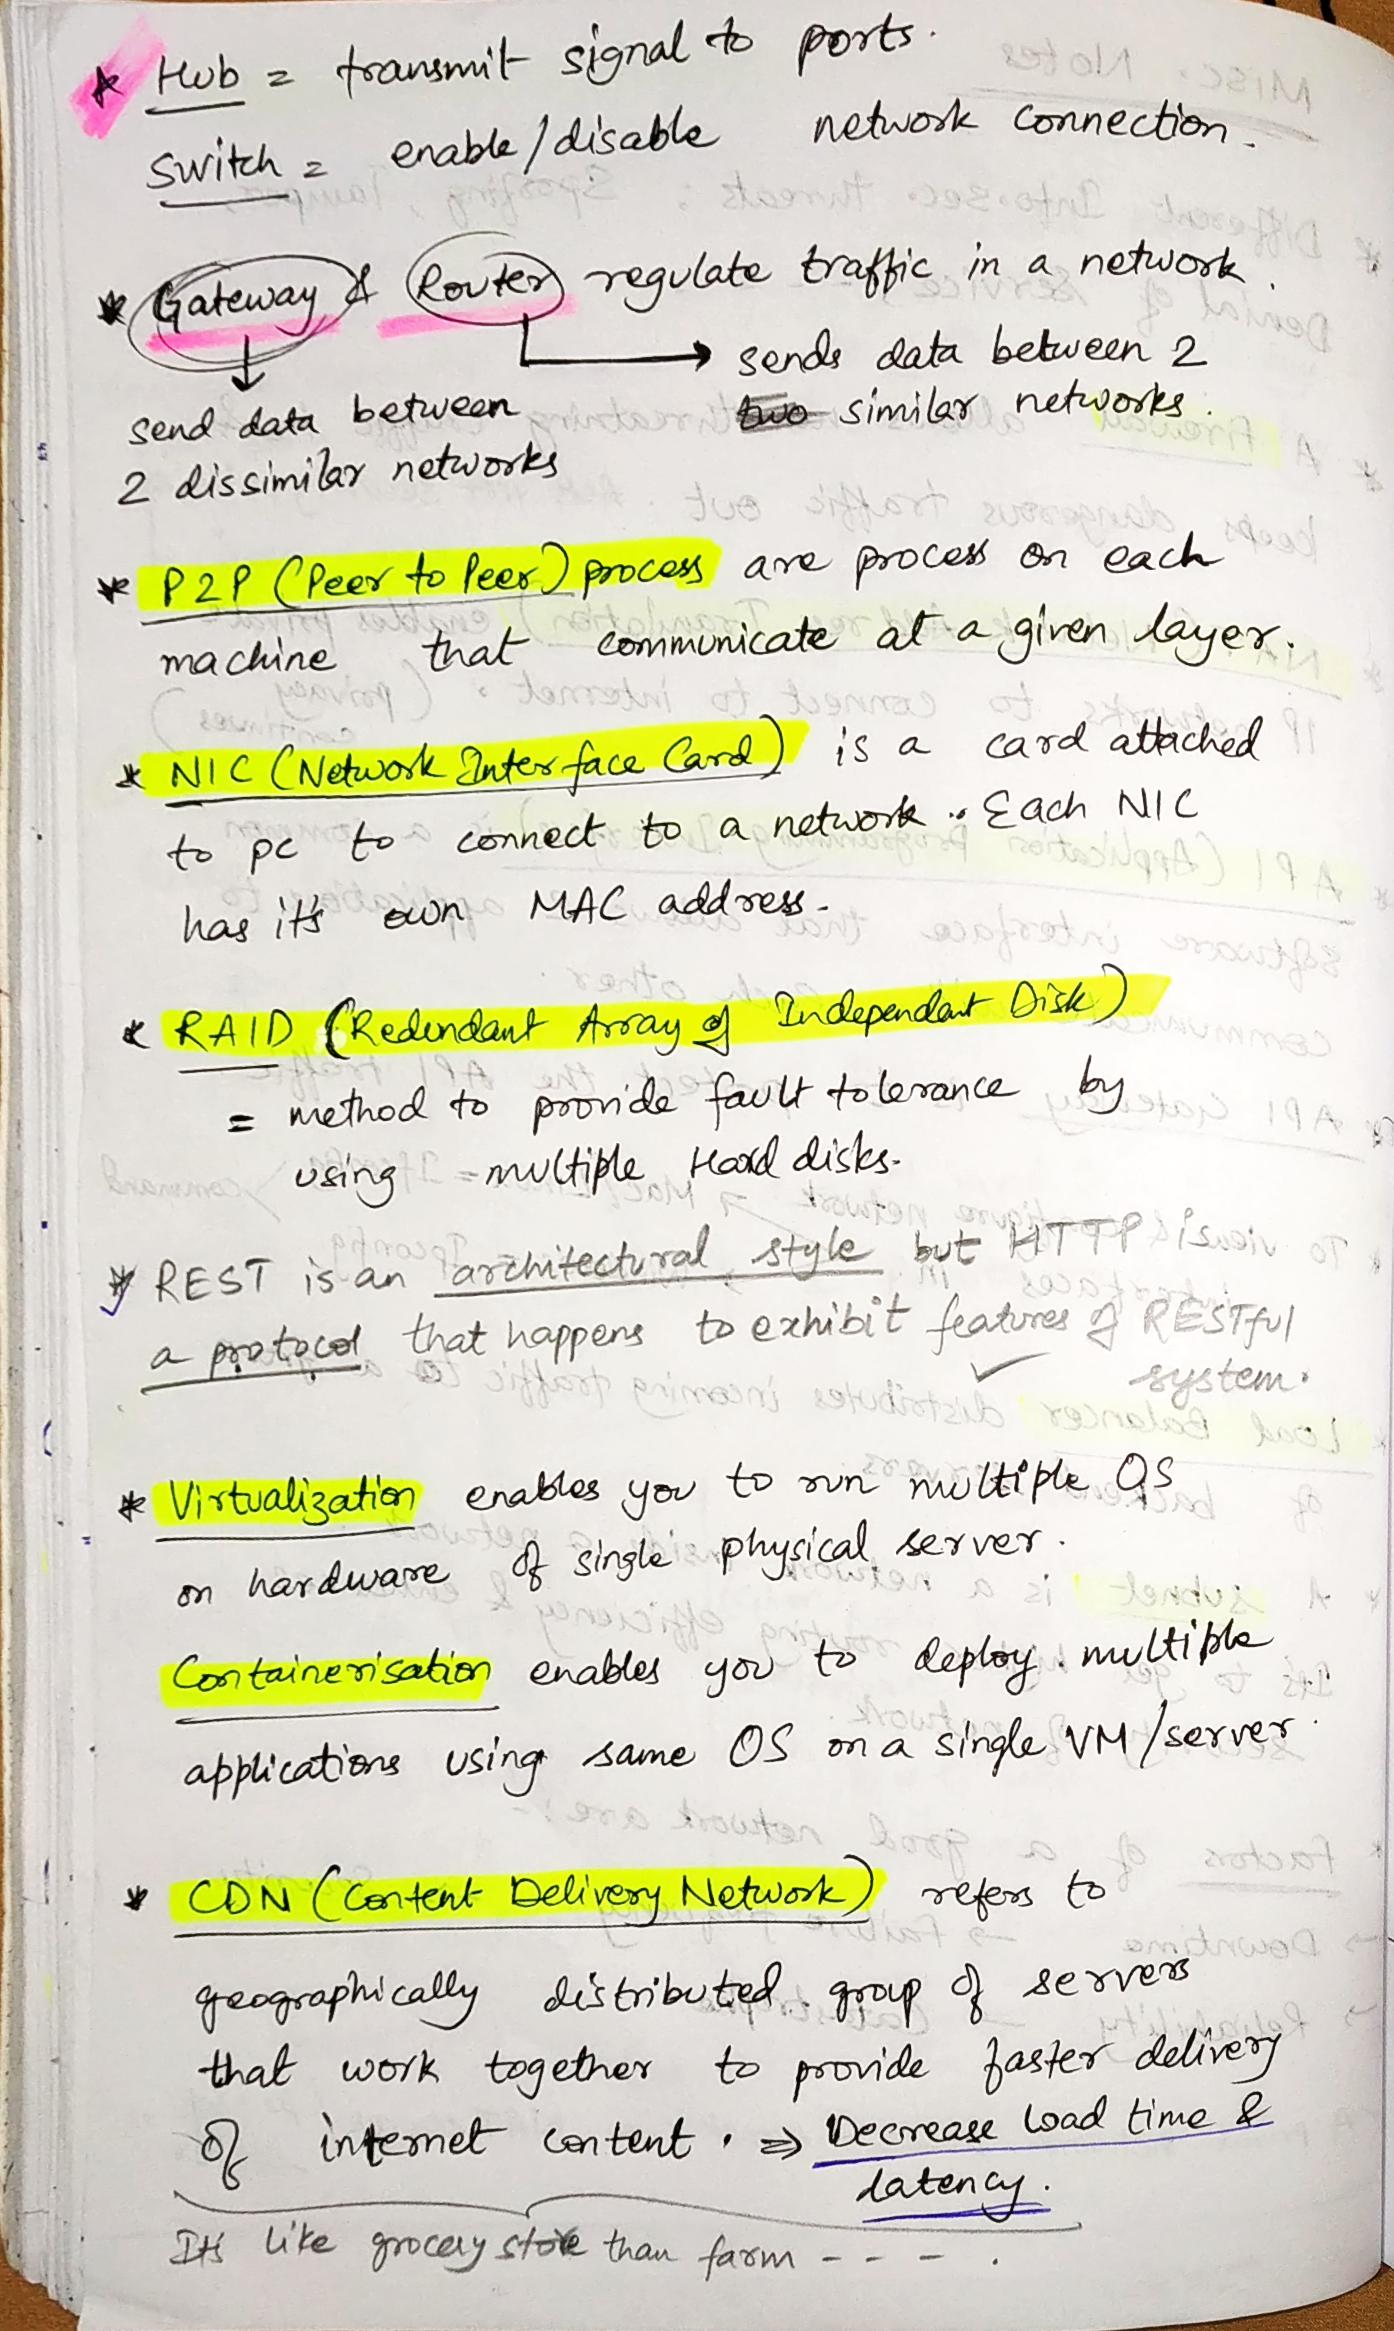 * Hub = transmit signal to ports.
Switch = enable/disable network connection.
* Gateway & Router regulate traffic in a network.
sends data between 2
two similar networks.
send data between
2 dissimilar networks
* P2P (Peer to Peer) process are process on each
machine that communicate at a given layer.
* NIC (Network Interface Card) is a card attached
to pc to connect to a network. Each NIC
has it's own MAC address.
* RAID (Redundant Array of Independent Disk)
= method to provide fault tolerance by
using multiple Hard disks.
* REST is an architectural style but HTTP is
a protocol that happens to exhibit features of RESTful
system.
* Virtualization enables you to run multiple OS
on hardware of single physical server.
Containerisation enables you to deploy multiple
applications using same OS on a single VM/server.
* CDN (Content Delivery Network) refers to
geographically distributed group of servers
that work together to provide faster delivery
of internet content. ⇒ Decrease load time &
latency.
It's like grocery store than farm - - - .